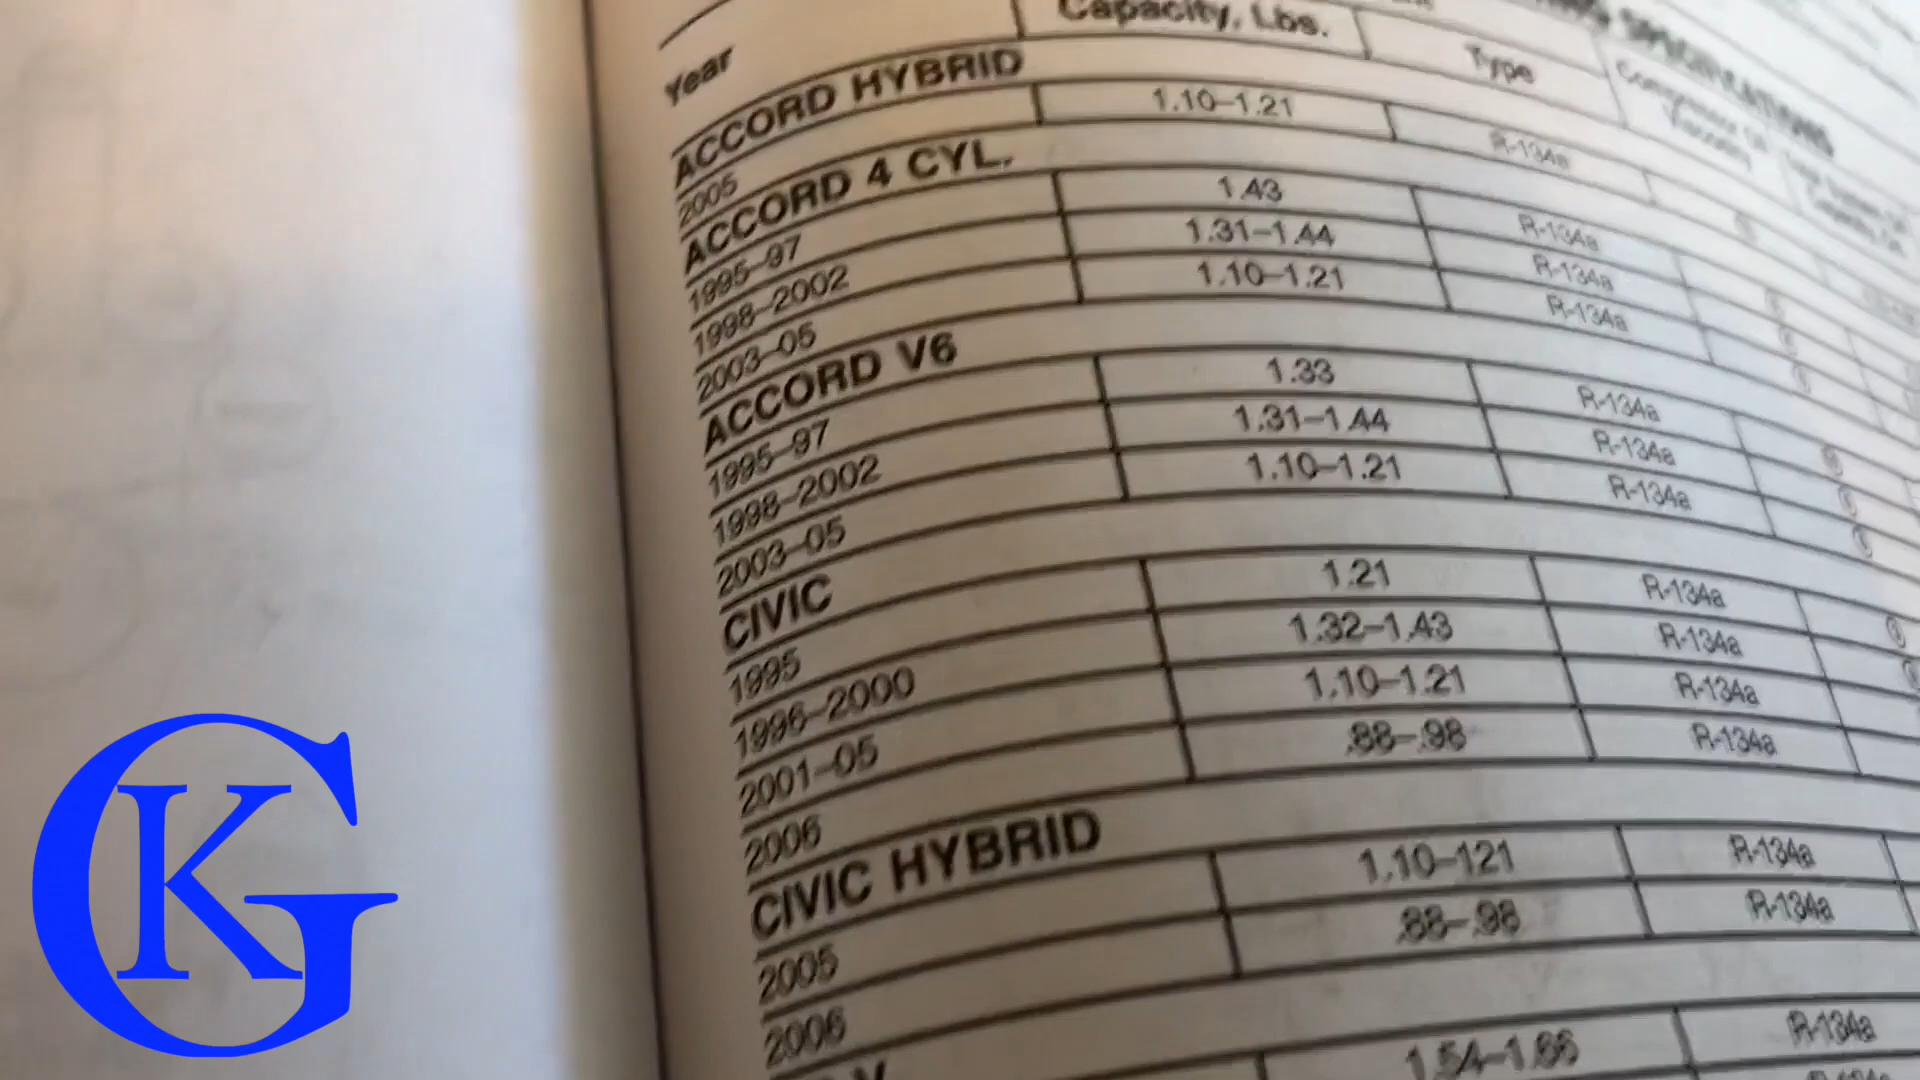 Capacity, Lbs.
Year Type
ACCORD HYBRID
2005 1.10–1.21 R-134a
ACCORD 4 CYL.
1995–97 1.43 R-134a
1998–2002 1.31–1.44 R-134a
2003–05 1.10–1.21 R-134a
ACCORD V6
1995–97 1.33 R-134a
1998–2002 1.31–1.44 R-134a
2003–05 1.10–1.21 R-134a
CIVIC
1995 1.21 R-134a
1996–2000 1.32–1.43 R-134a
2001–05 1.10–1.21 R-134a
2006 .88–.98 R-134a
CIVIC HYBRID
2005 1.10–121 R-134a
2006 .88–.98 R-134a
1.54–1.66 R-134a
GK